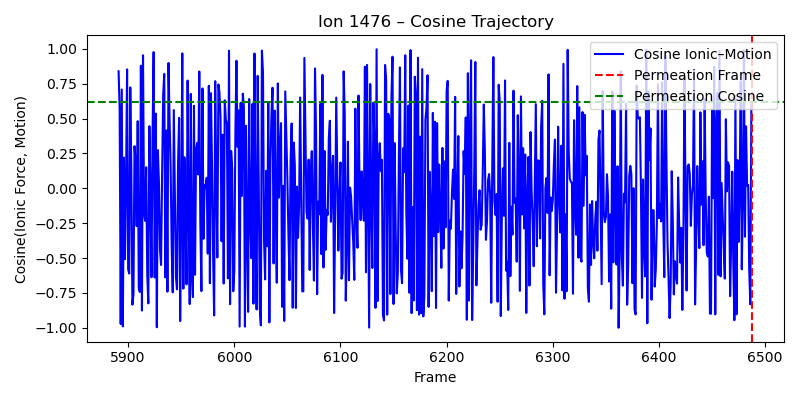 Ion 1476 – Cosine Trajectory
Cosine(Ionic Force, Motion)
1.00
0.75
0.50
0.25
0.00
−0.25
−0.50
−0.75
−1.00
Cosine Ionic–Motion
Permeation Frame
Permeation Cosine
5900 6000 6100 6200 6300 6400 6500
Frame